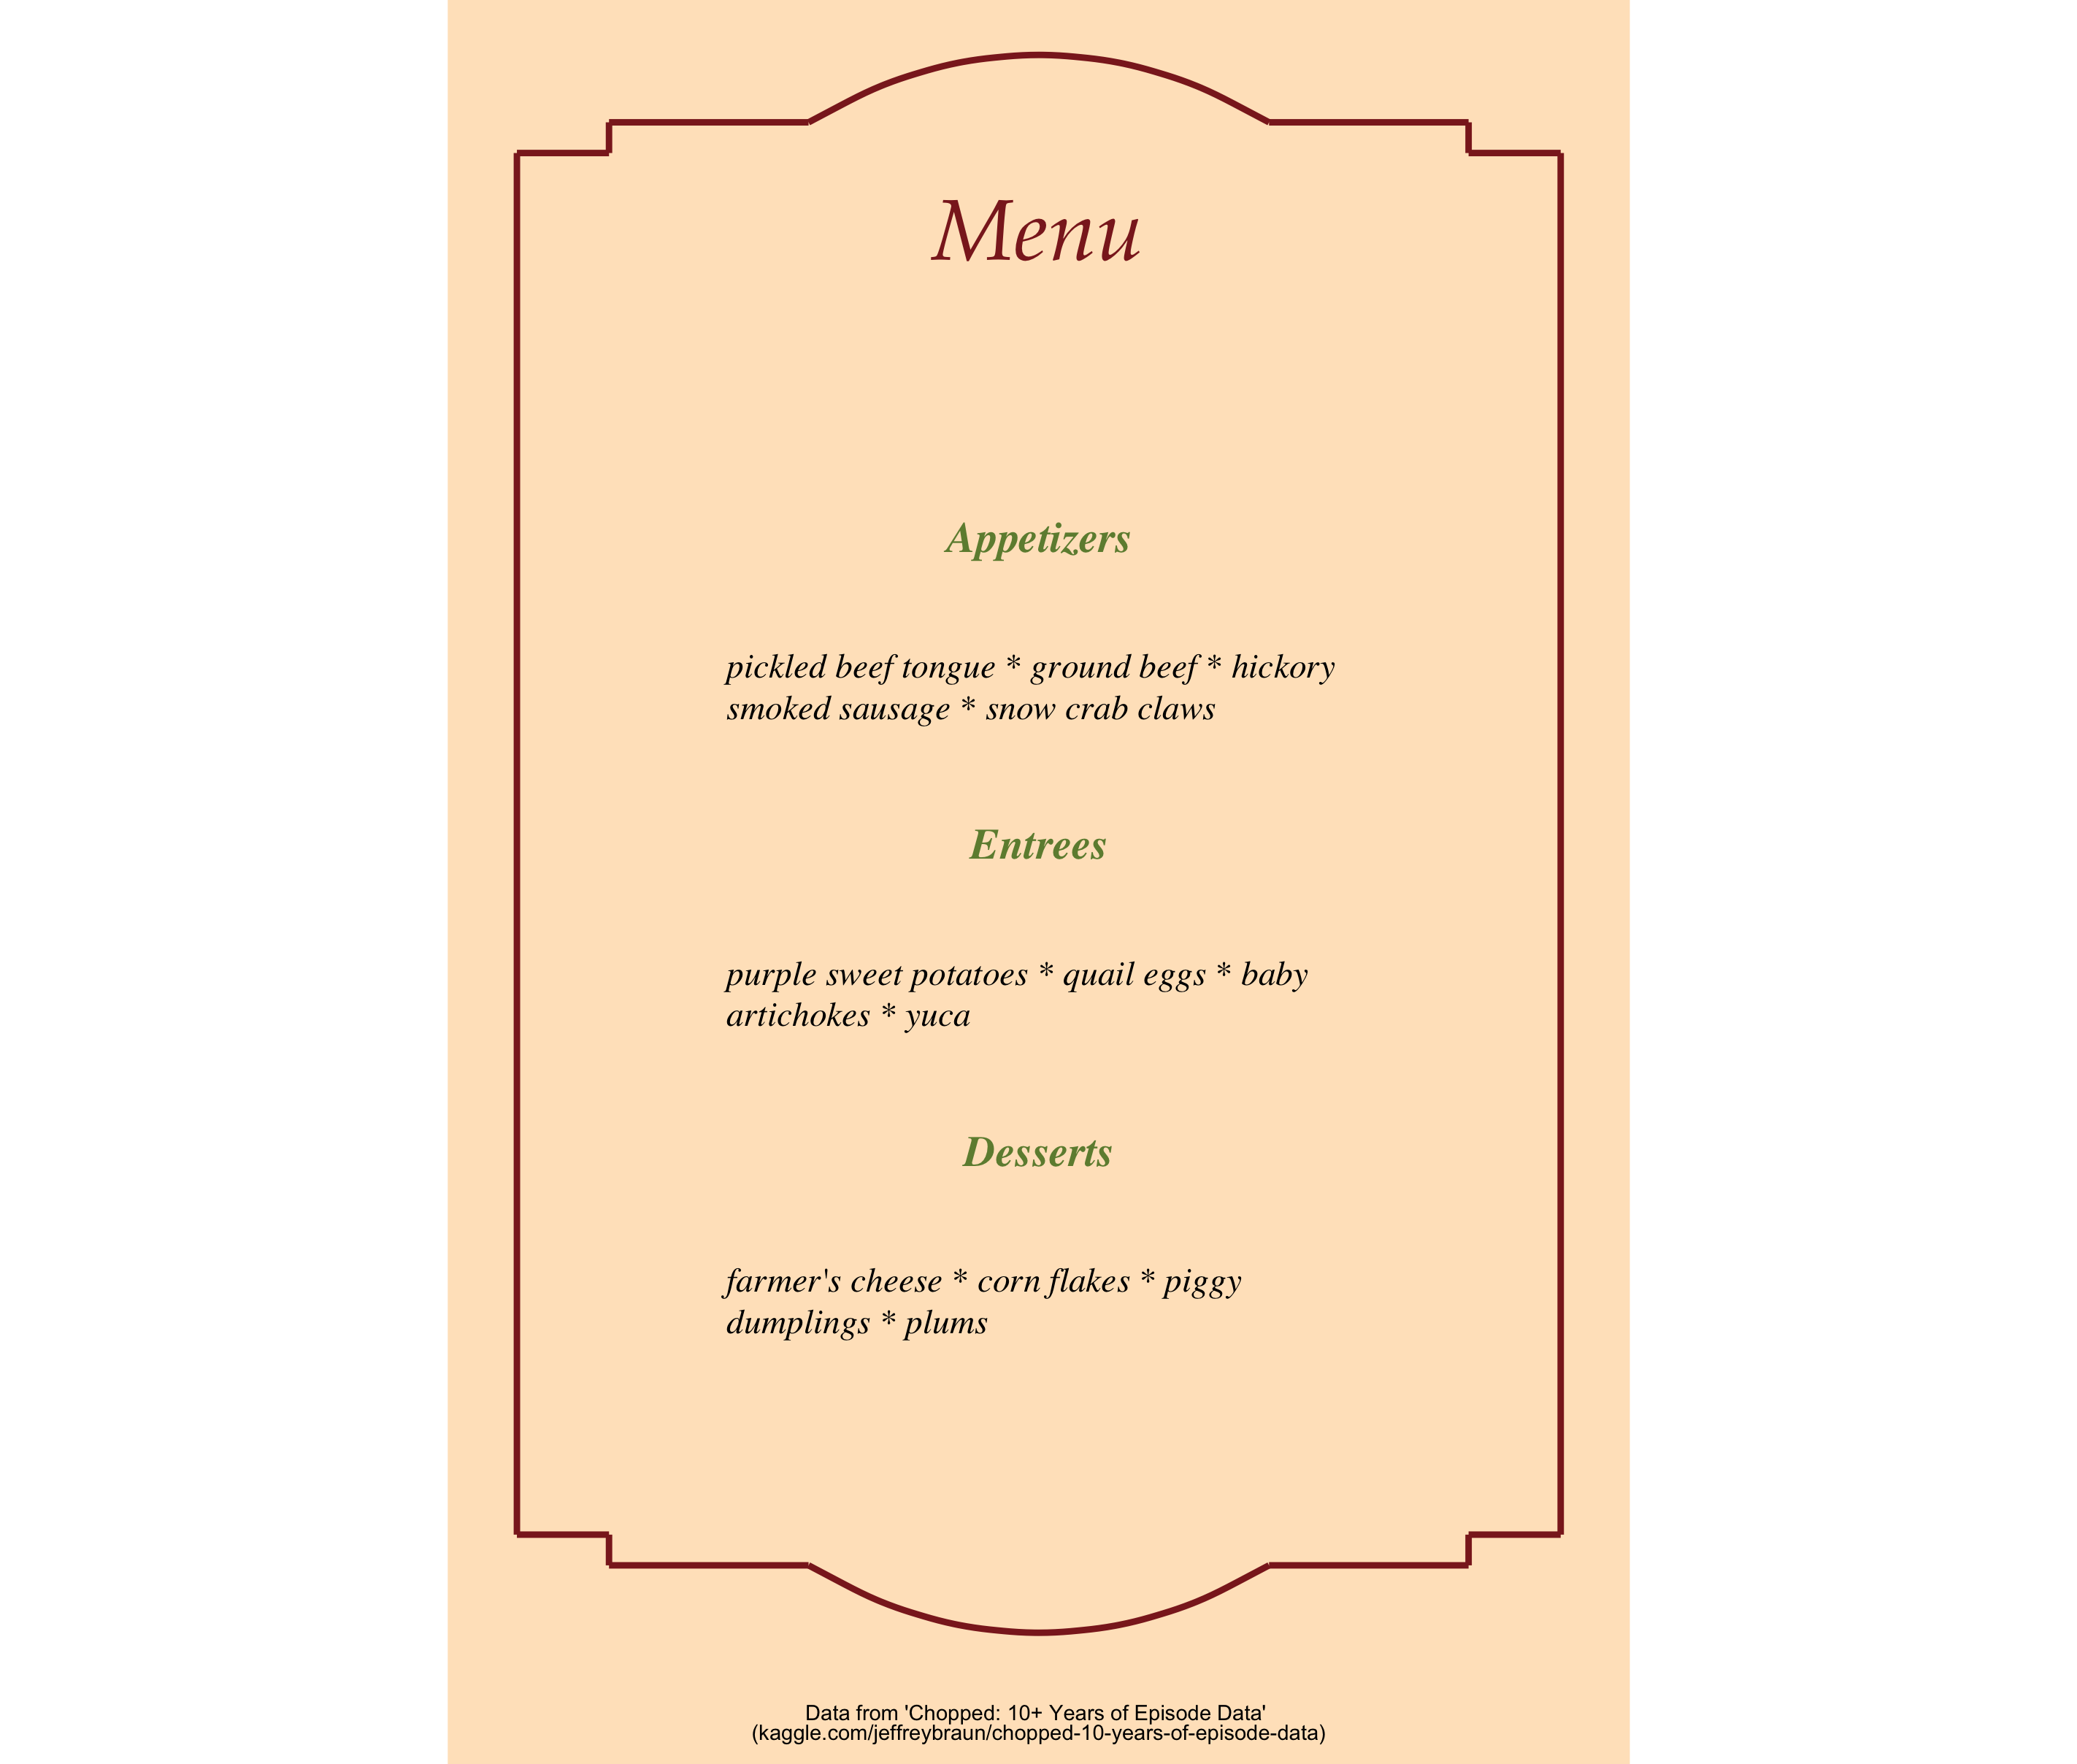 Menu
Appetizers
pickled beef tongue * ground beef * hickory
smoked sausage * snow crab claws
Entrees
purple sweet potatoes * quail eggs * baby
artichokes * yuca
Desserts
farmer's cheese * corn flakes * piggy
dumplings * plums
Data from 'Chopped: 10+ Years of Episode Data'
(kaggle.com/jeffreybraun/chopped-10-years-of-episode-data)